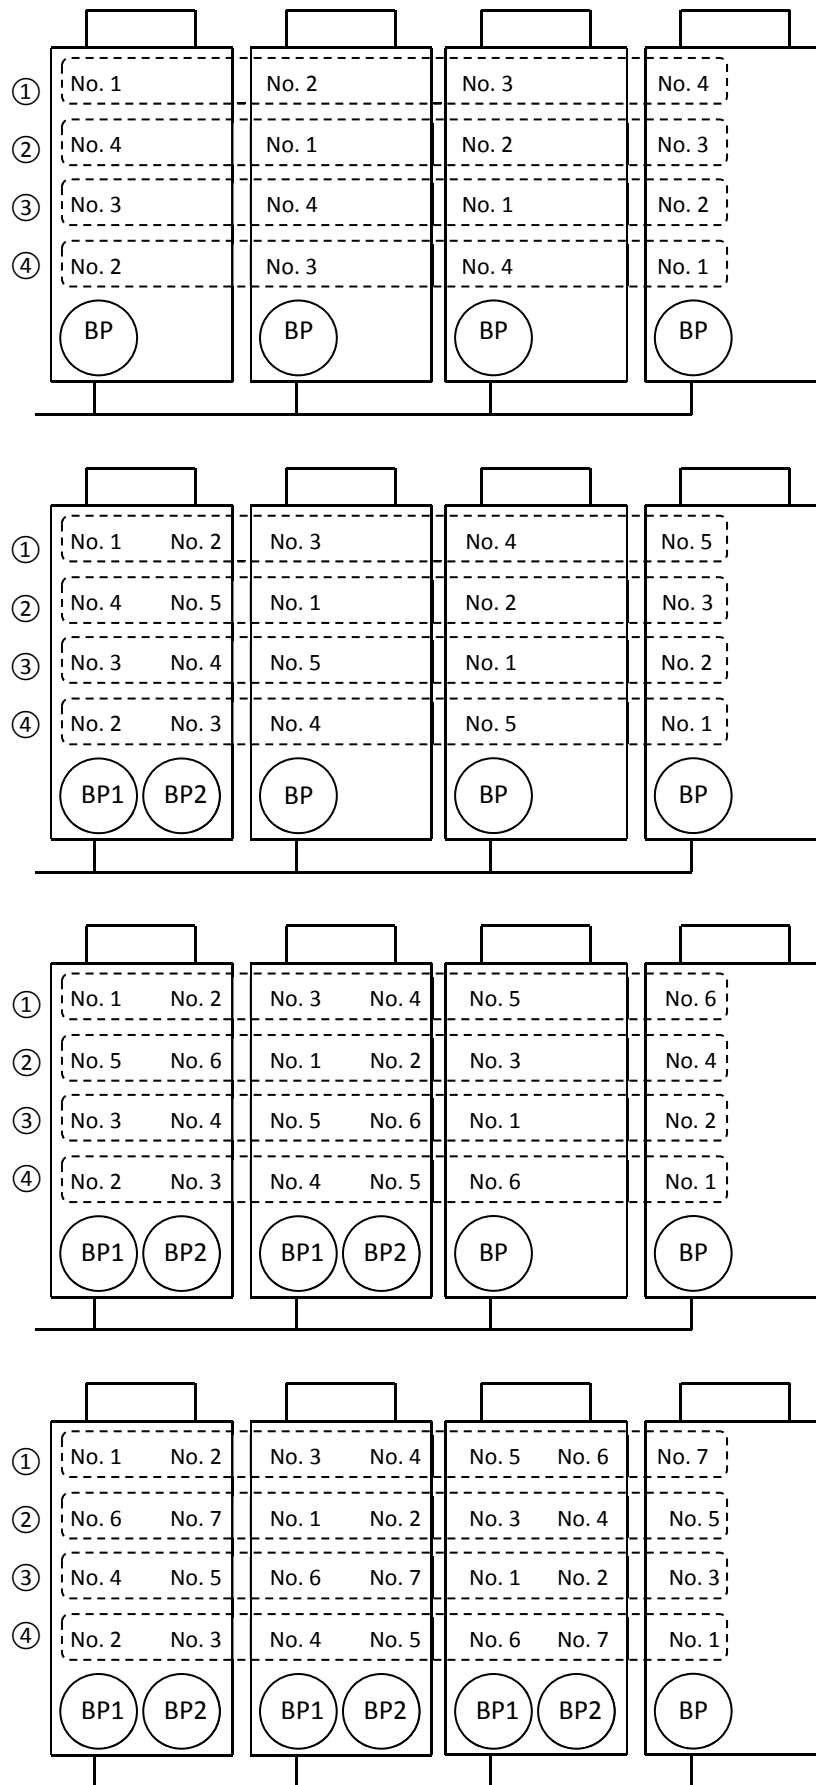 ① No. 1 No. 2 No. 3 No. 4
② No. 4 No. 1 No. 2 No. 3
③ No. 3 No. 4 No. 1 No. 2
④ No. 2 No. 3 No. 4 No. 1
BP BP BP BP
① No. 1 No. 2 No. 3 No. 4 No. 5
② No. 4 No. 5 No. 1 No. 2 No. 3
③ No. 3 No. 4 No. 5 No. 1 No. 2
④ No. 2 No. 3 No. 4 No. 5 No. 1
BP1 BP2 BP BP BP
① No. 1 No. 2 No. 3 No. 4 No. 5 No. 6
② No. 5 No. 6 No. 1 No. 2 No. 3 No. 4
③ No. 3 No. 4 No. 5 No. 6 No. 1 No. 2
④ No. 2 No. 3 No. 4 No. 5 No. 6 No. 1
BP1 BP2 BP1 BP2 BP BP
① No. 1 No. 2 No. 3 No. 4 No. 5 No. 6 No. 7
② No. 6 No. 7 No. 1 No. 2 No. 3 No. 4 No. 5
③ No. 4 No. 5 No. 6 No. 7 No. 1 No. 2 No. 3
④ No. 2 No. 3 No. 4 No. 5 No. 6 No. 7 No. 1
BP1 BP2 BP1 BP2 BP1 BP2 BP